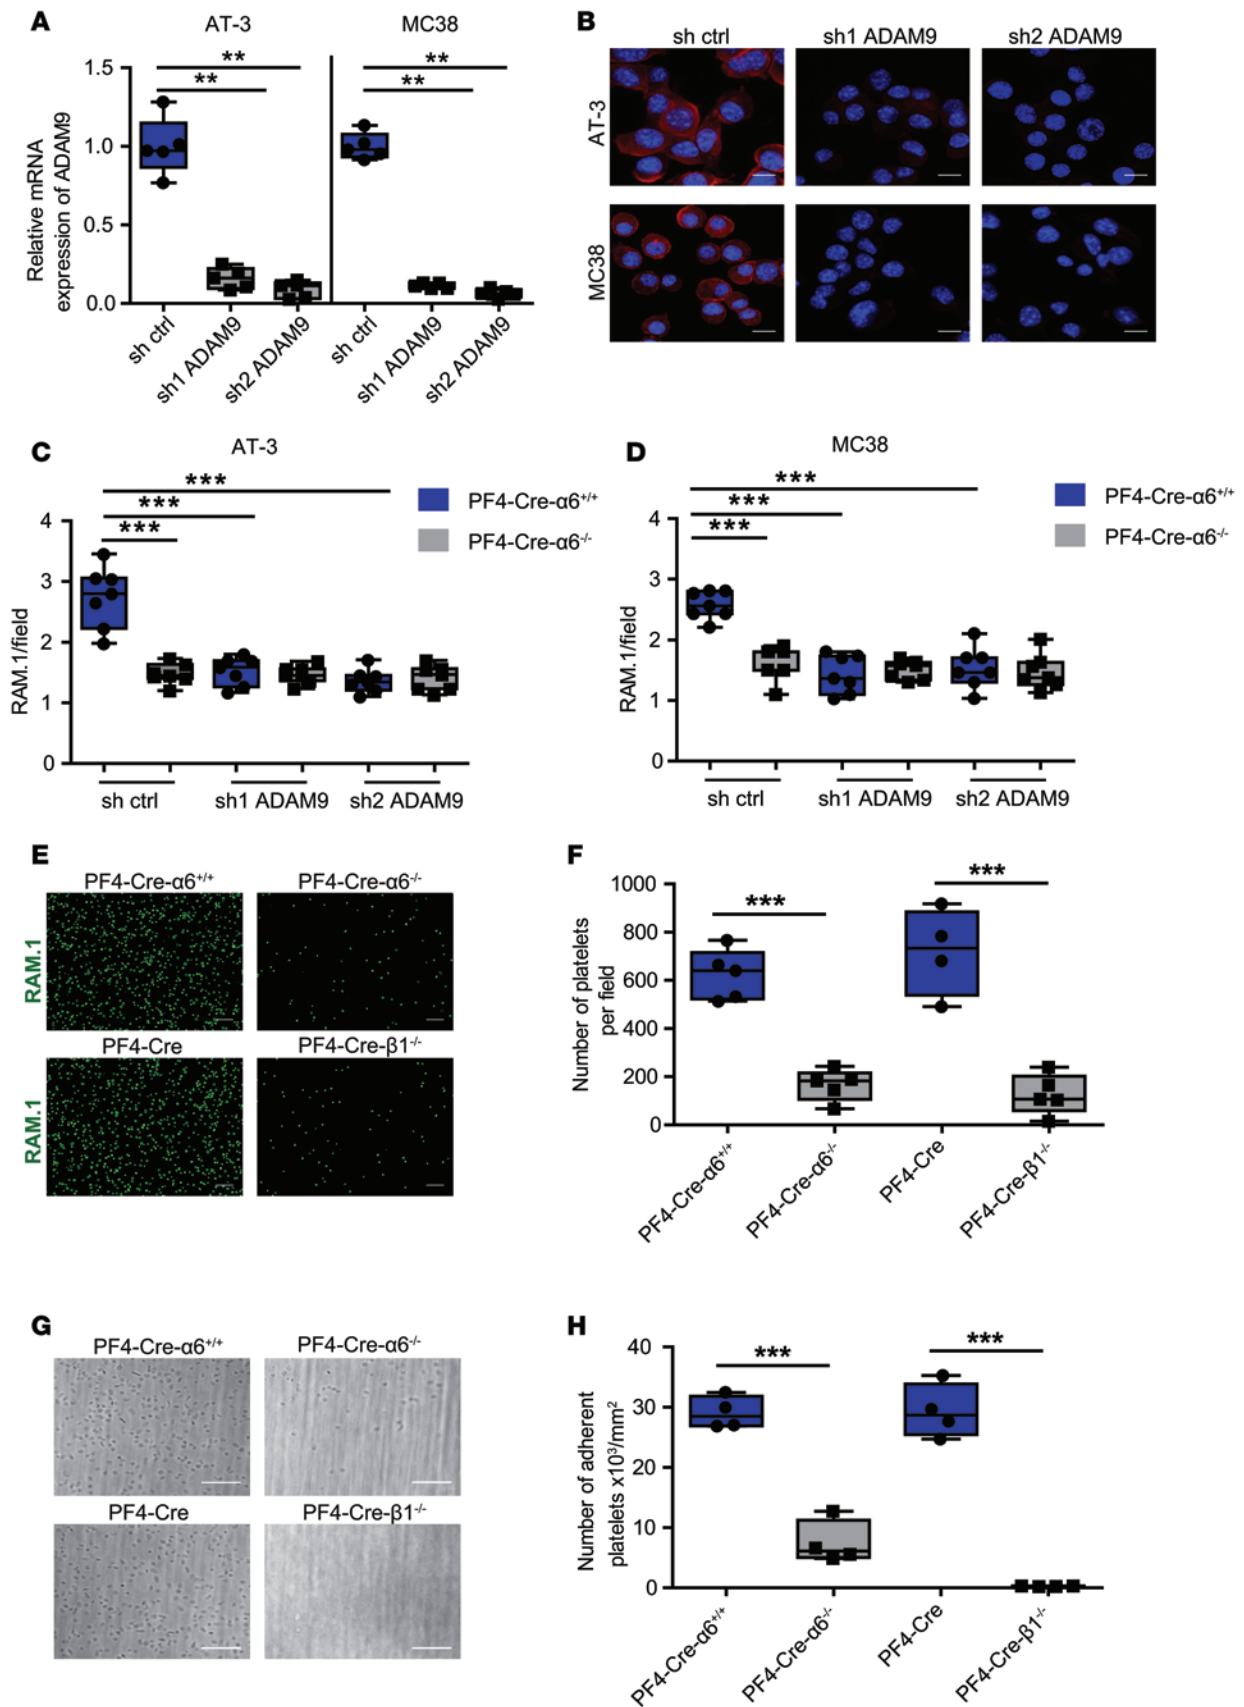 A
AT-3
MC38
**
**
**
**
Relative mRNA
expression of ADAM9
1.5
1.0
0.5
0.0
sh ctrl
sh1 ADAM9
sh2 ADAM9
sh ctrl
sh1 ADAM9
sh2 ADAM9
B
sh ctrl
sh1 ADAM9
sh2 ADAM9
AT-3
MC38
C
AT-3
***
***
***
PF4-Cre-α6+/+
PF4-Cre-α6-/-
RAM.1/field
4
3
2
1
0
sh ctrl
sh1 ADAM9
sh2 ADAM9
D
MC38
***
***
***
PF4-Cre-α6+/+
PF4-Cre-α6-/-
RAM.1/field
4
3
2
1
0
sh ctrl
sh1 ADAM9
sh2 ADAM9
E
PF4-Cre-α6+/+
PF4-Cre-α6-/-
RAM.1
PF4-Cre
PF4-Cre-β1-/-
RAM.1
F
***
***
Number of platelets
per field
1000
800
600
400
200
0
PF4-Cre-α6+/+
PF4-Cre-α6-/-
PF4-Cre
PF4-Cre-β1-/-
G
PF4-Cre-α6+/+
PF4-Cre-α6-/-
PF4-Cre
PF4-Cre-β1-/-
H
***
***
Number of adherent
platelets x10³/mm²
40
30
20
10
0
PF4-Cre-α6+/+
PF4-Cre-α6-/-
PF4-Cre
PF4-Cre-β1-/-